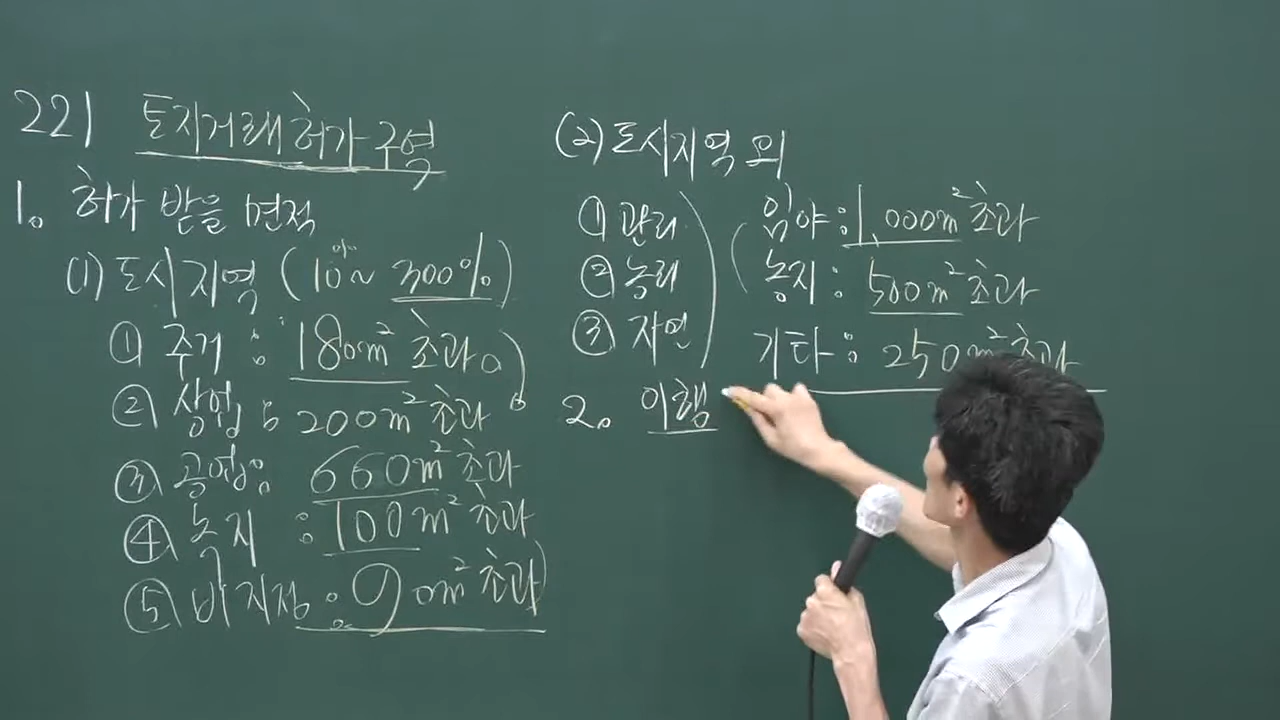 221 토지거래허가구역
1。 허가 받을 면적
(1) 도시지역 (10~300%)
① 주거 : 180m² 초과
② 상업 : 200m² 초과
③ 공업 : 660m² 초과
④ 녹지 : 100m² 초과
⑤ 미지정 : 90m² 초과)
(2) 도시지역 외
① 관리 임야 : 1,000m² 초과
② 농림 농지 : 500m² 초과
③ 자연 기타 : 250m² 초과
2。 이행